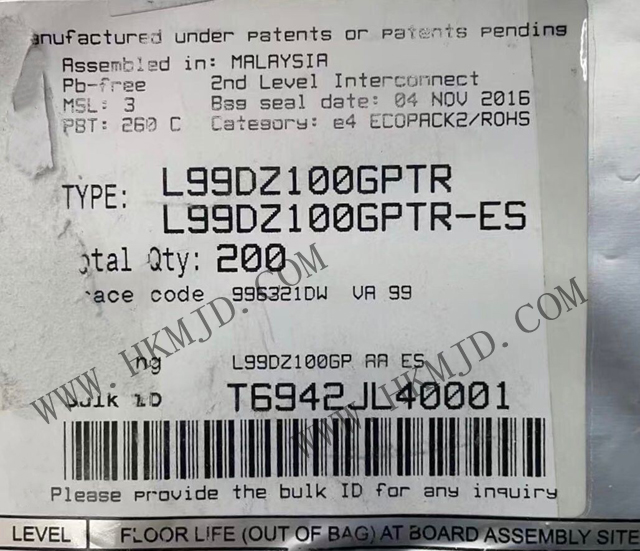 anufactured under patents or patents pending
Assembled in: MALAYSIA
Pb-free 2nd Level Interconnect
MSL: 3 Bag seal date: 04 NOV 2016
PBT: 260 C Category: e4 ECOPACK2/ROHS
TYPE: L99DZ100GPTR
L99DZ100GPTR-ES
otal Qty: 200
ace code 996321DW VA 99
ng L99DZ100GP AA ES
Bulk ID T6942JL40001
Please provide the bulk ID for any inquiry
LEVEL FLOOR LIFE (OUT OF BAG) AT BOARD ASSEMBLY SITE
WWW.HKMJD.COM
WWW.HKMJD.COM